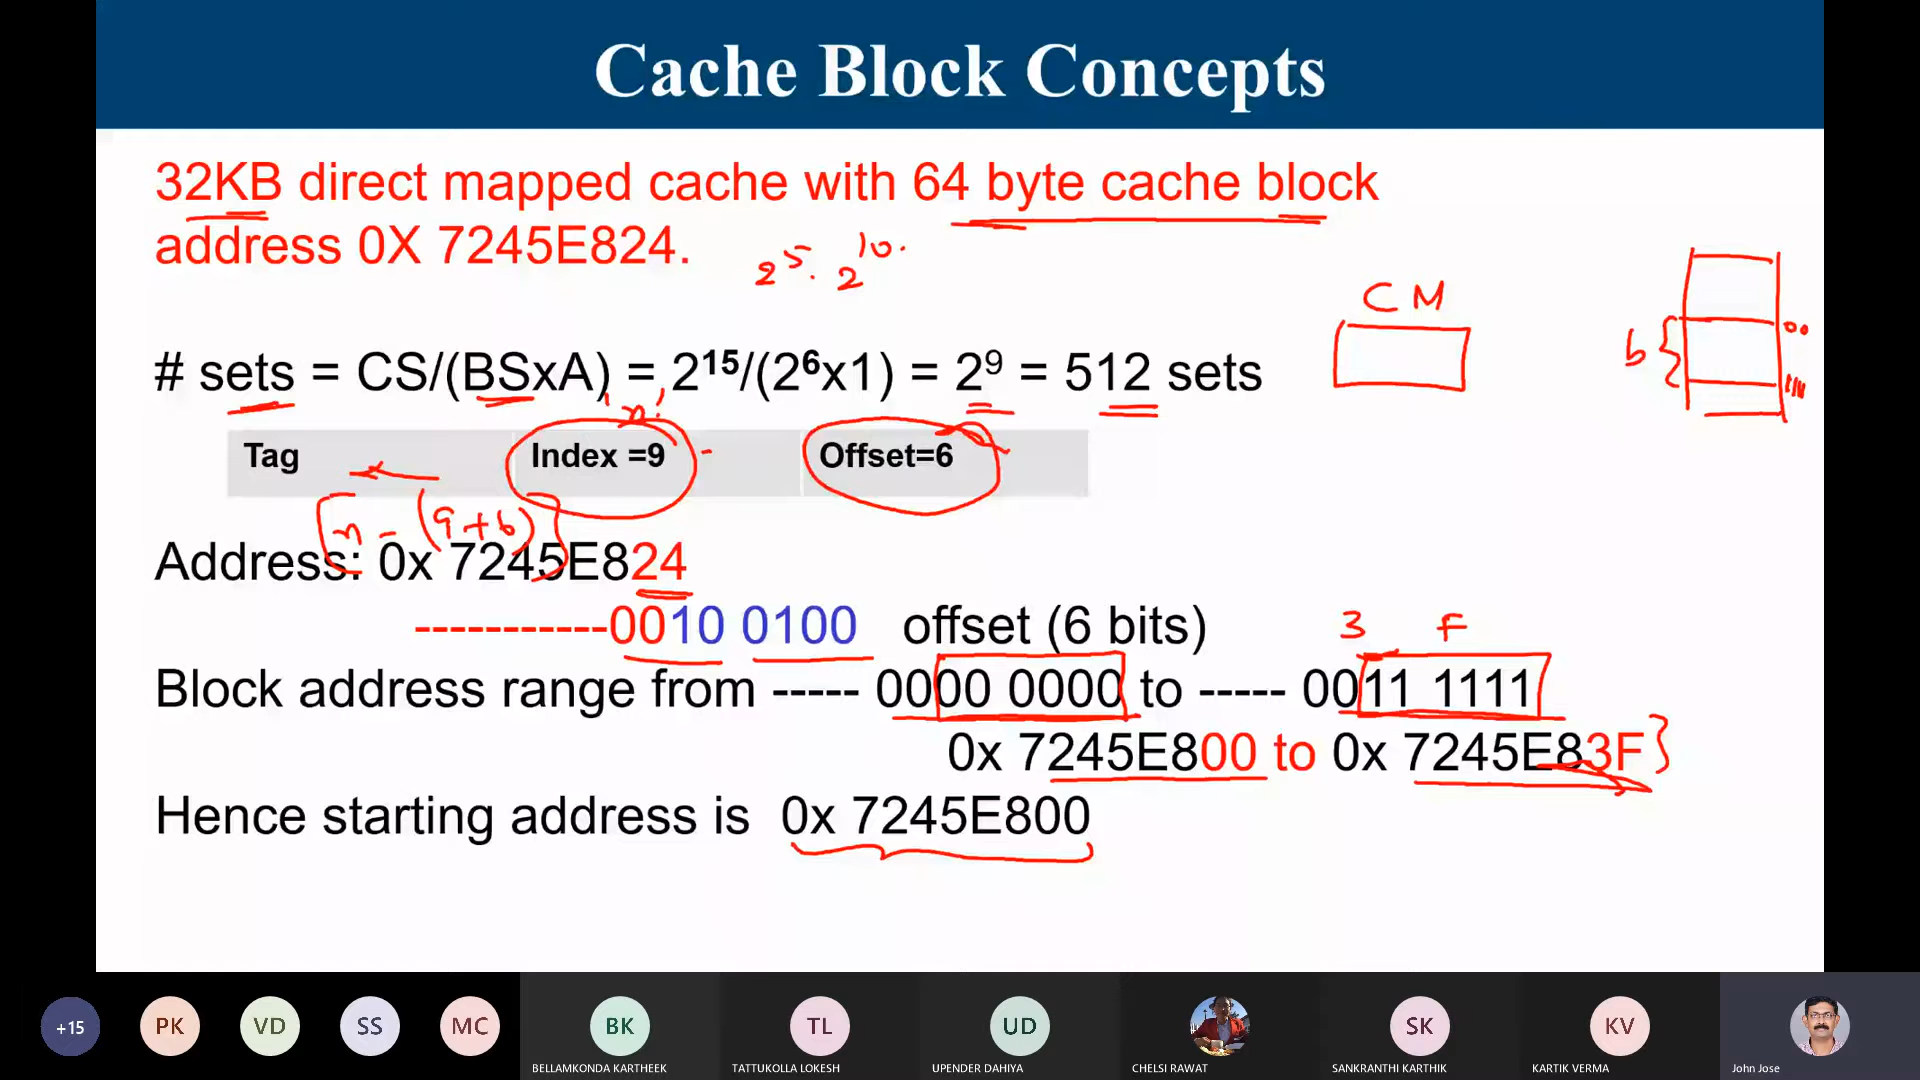 Cache Block Concepts
32KB direct mapped cache with 64 byte cache block
address 0X 7245E824.
2⁵. 2¹⁰.
C M
# sets = CS/(BSxA) = 2¹⁵/(2⁶x1) = 2⁹ = 512 sets
b
n
Tag Index =9 Offset=6
n - (9+6)
Address: 0x 7245E824
-----------0010 0100 offset (6 bits)
3 F
Block address range from ----- 0000 0000 to ----- 0011 1111
0x 7245E800 to 0x 7245E83F
Hence starting address is 0x 7245E800
+15 PK VD SS MC BK TL UD SK KV
BELLAMKONDA KARTHEEK TATTUKOLLA LOKESH UPENDER DAHIYA CHELSI RAWAT SANKRANTHI KARTHIK KARTIK VERMA John Jose